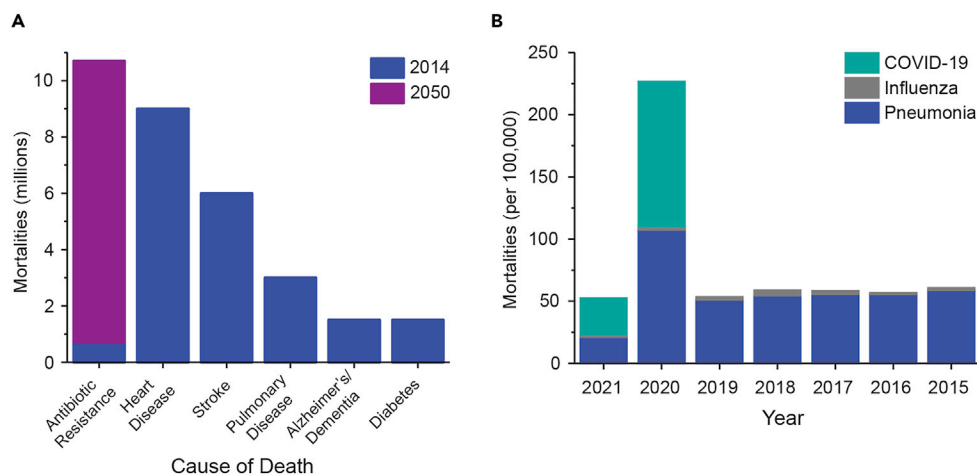 A
Mortalities (millions)
10
8
6
4
2
0
2014
2050
Antibiotic
Resistance
Heart
Disease
Stroke
Pulmonary
Disease
Alzheimer's/
Dementia
Diabetes
Cause of Death
B
Mortalities (per 100,000)
250
200
150
100
50
0
COVID-19
Influenza
Pneumonia
2021 2020 2019 2018 2017 2016 2015
Year